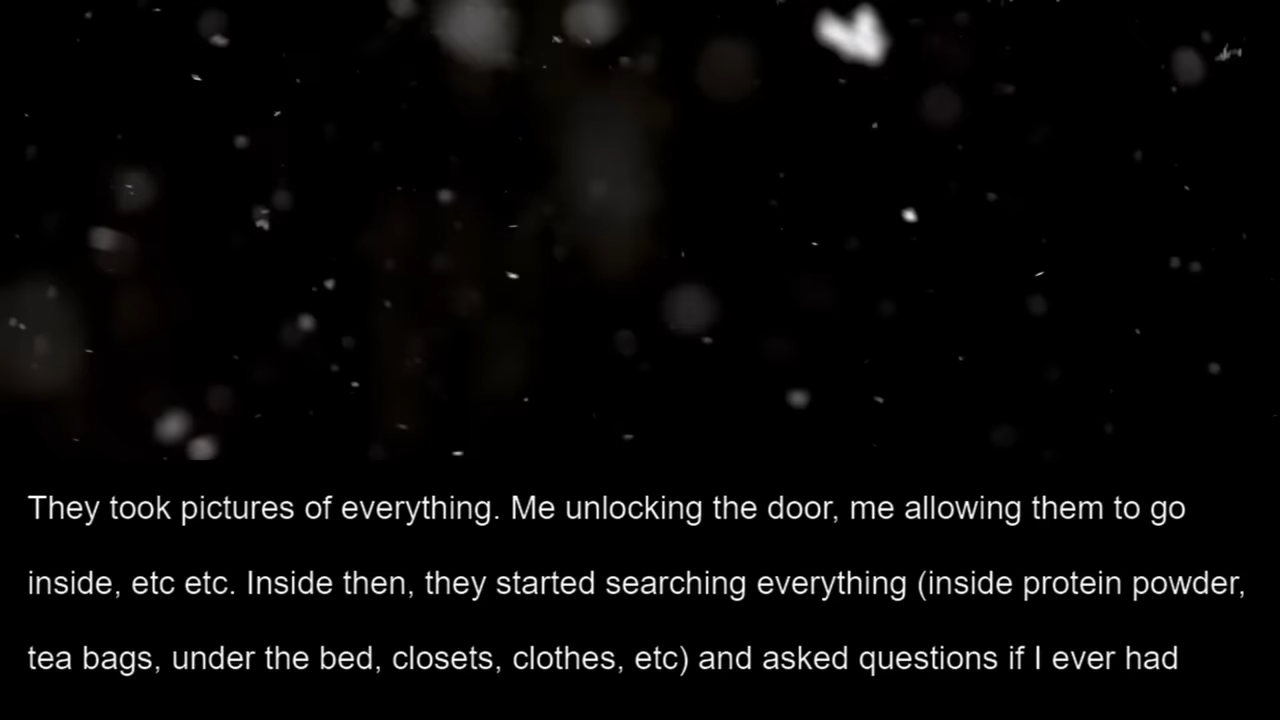 They took pictures of everything. Me unlocking the door, me allowing them to go
inside, etc etc. Inside then, they started searching everything (inside protein powder,
tea bags, under the bed, closets, clothes, etc) and asked questions if I ever had